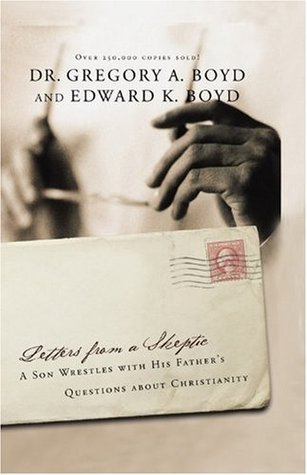 OVER 250,000 COPIES SOLD!
DR. GREGORY A. BOYD
AND EDWARD K. BOYD
Letters from a Skeptic
A SON WRESTLES WITH HIS FATHER'S
QUESTIONS ABOUT CHRISTIANITY